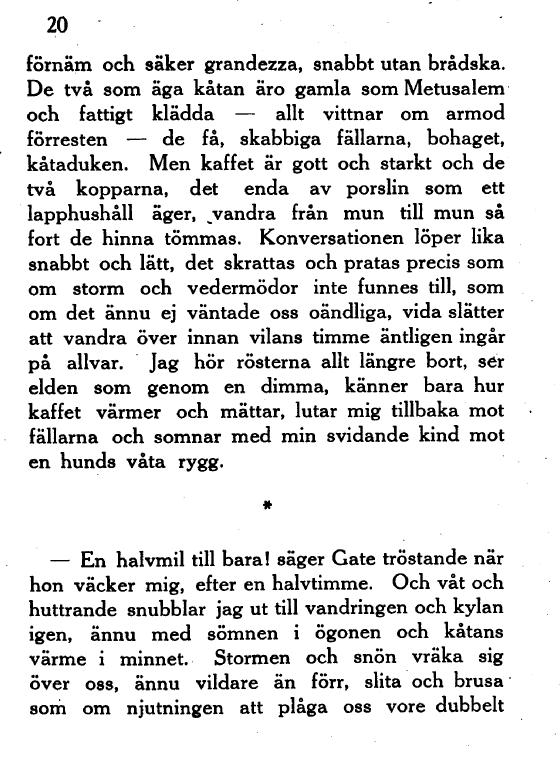 20
förnäm och säker grandezza, snabbt utan brådska.
De två som äga kåtan äro gamla som Metusalem
och fattigt klädda — allt vittnar om armod
förresten — de få, skabbiga fällarna, bohaget,
kåtaduken. Men kaffet är gott och starkt och de
två kopparna, det enda av porslin som ett
lapphushåll äger, vandra från mun till mun så
fort de hinna tömmas. Konversationen löper lika
snabbt och lätt, det skrattas och pratas precis som
om storm och vedermödor inte funnes till, som
om det ännu ej väntade oss oändliga, vida slätter
att vandra över innan vilans timme äntligen ingår
på allvar. Jag hör rösterna allt längre bort, ser
elden som genom en dimma, känner bara hur
kaffet värmer och mättar, lutar mig tillbaka mot
fällarna och somnar med min svidande kind mot
en hunds våta rygg.
*
— En halvmil till bara! säger Gate tröstande när
hon väcker mig, efter en halvtimme. Och våt och
huttrande snubblar jag ut till vandringen och kylan
igen, ännu med sömnen i ögonen och kåtans
värme i minnet. Stormen och snön vräka sig
över oss, ännu vildare än förr, slita och brusa
som om njutningen att plåga oss vore dubbelt